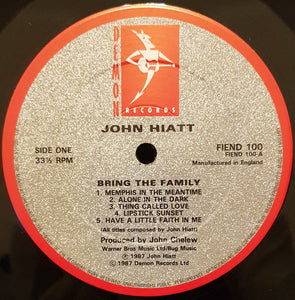 DEMON
RECORDS
JOHN HIATT
SIDE ONE
33⅓ RPM
FIEND 100
FIEND 100 A
Manufactured in England
BRING THE FAMILY
1. MEMPHIS IN THE MEANTIME
2. ALONE IN THE DARK
3. THING CALLED LOVE
4. LIPSTICK SUNSET
5. HAVE A LITTLE FAITH IN ME
(All titles composed by John Hiatt)
Produced by John Chelew
Warner Bros Music Ltd/Bug Music
℗ 1987 John Hiatt
© 1987 Demon Records Ltd